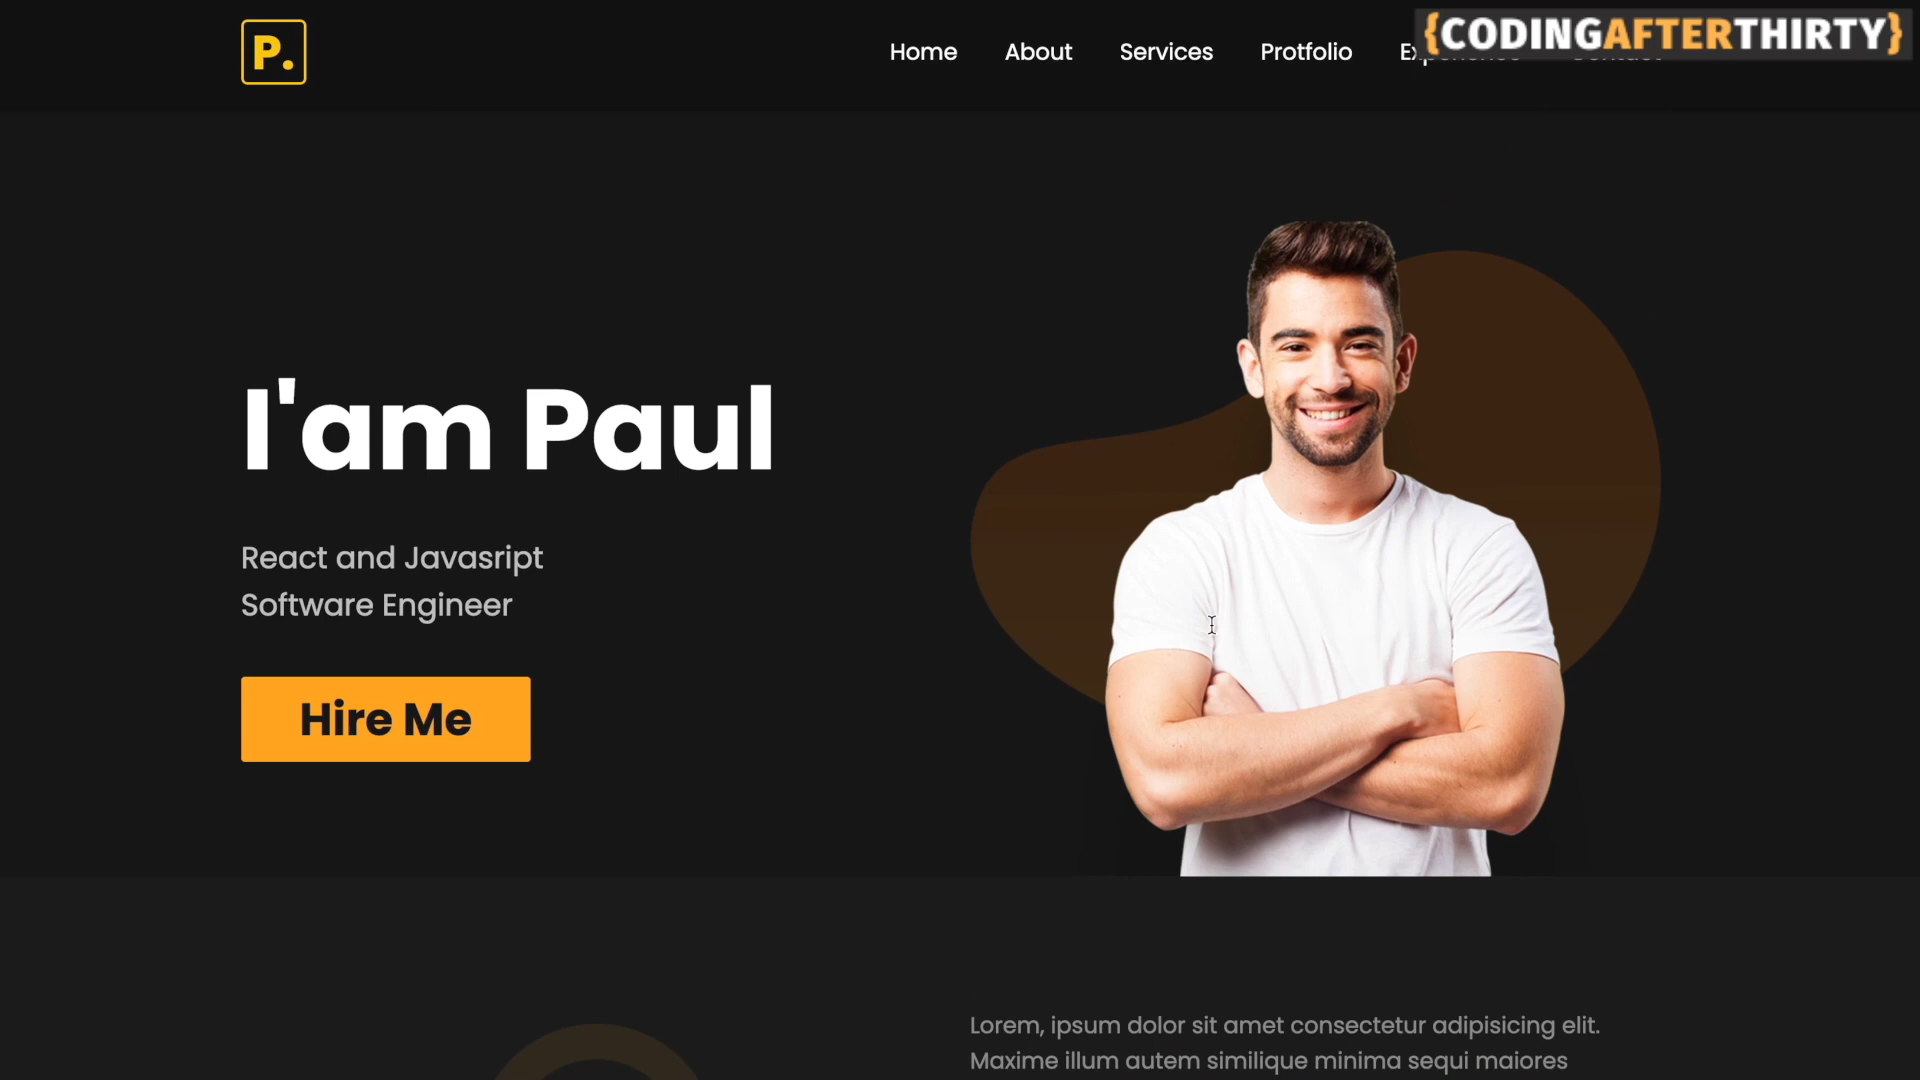 P.
Home About Services Protfolio
{CODINGAFTERTHIRTY}
I'am Paul
React and Javasript
Software Engineer
Hire Me
Lorem, ipsum dolor sit amet consectetur adipisicing elit.
Maxime illum autem similique minima sequi maiores